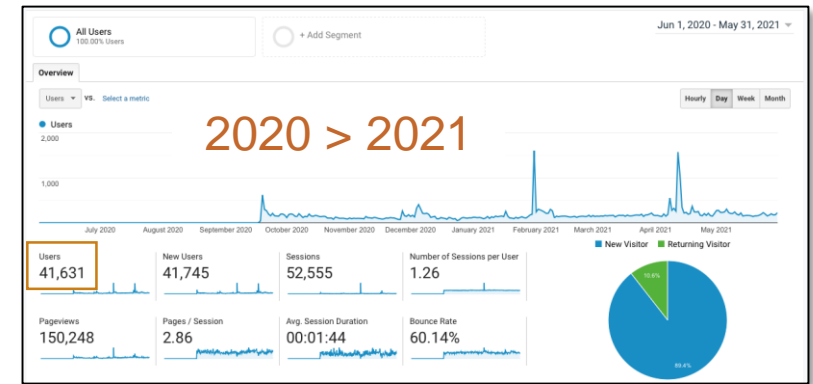 All Users
100.00% Users
+ Add Segment
Jun 1, 2020 - May 31, 2021
Overview
Users VS. Select a metric
Hourly Day Week Month
Users
2020 > 2021
2,000
1,000
July 2020 August 2020 September 2020 October 2020 November 2020 December 2020 January 2021 February 2021 March 2021 April 2021 May 2021
New Visitor Returning Visitor
Users New Users Sessions Number of Sessions per User
41,631 41,745 52,555 1.26
10.6%
Pageviews Pages / Session Avg. Session Duration Bounce Rate
150,248 2.86 00:01:44 60.14%
89.4%